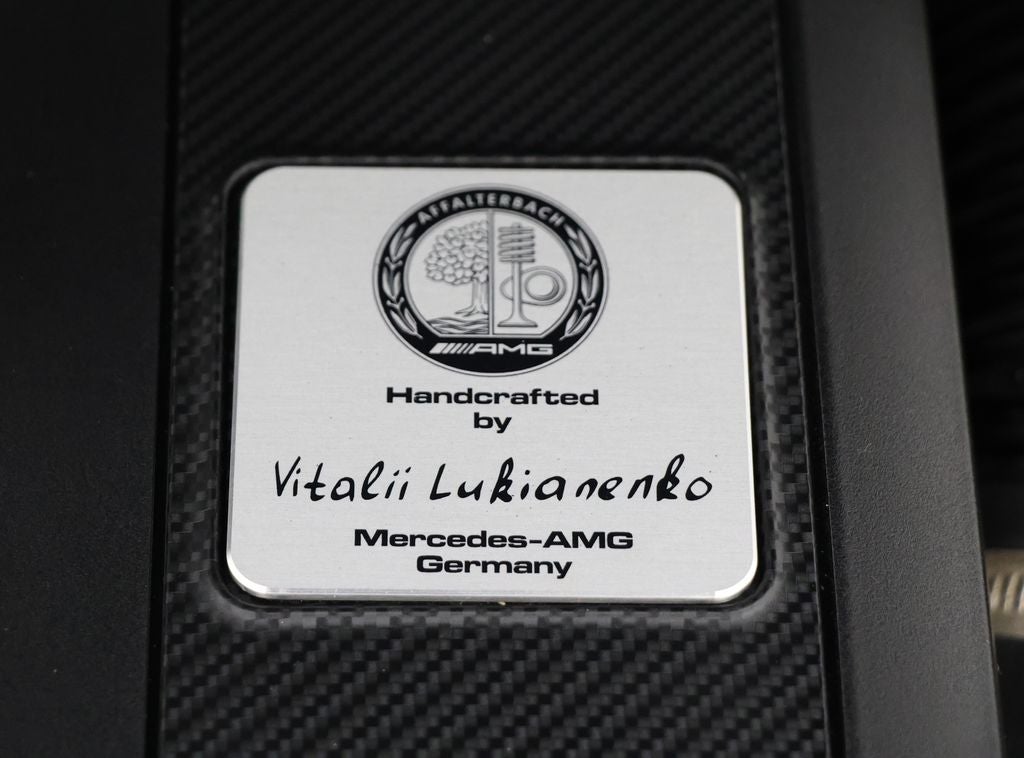 AFFALTERBACH
AMG
Handcrafted
by
Vitalii Lukianenko
Mercedes-AMG
Germany